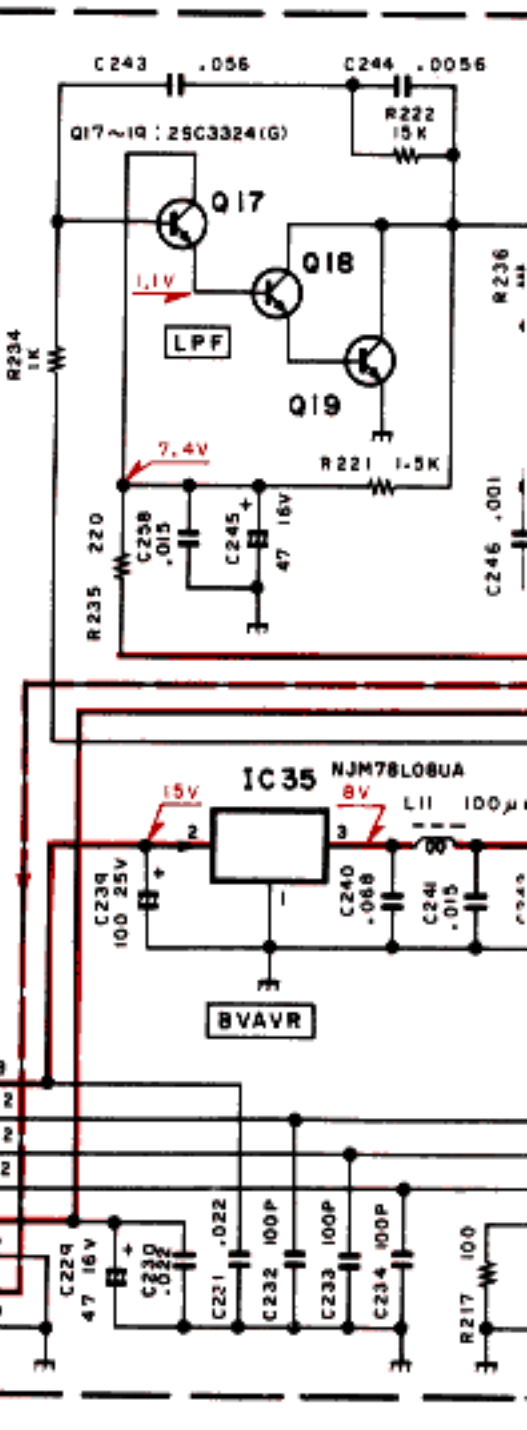 C243 .056 C244 .0056
R222
15K
Q17~19 : 2SC3324(G)
Q17
Q18
1.1V
LPF
R234
1K
R236
Q19
7.4V
R221 1.5K
220
R235
C258
.015
C245
+
16V
47
C246 .001
IC35 NJM78L08UA
15V
8V
L11 100μ
2
3
1
C239
100 25V
+
C240
.068
C241
.015
8VAVR
2
2
2
C229
47 16V
+
C230
.022
C231 .022
C232 100P
C233 100P
C234 100P
R217 100